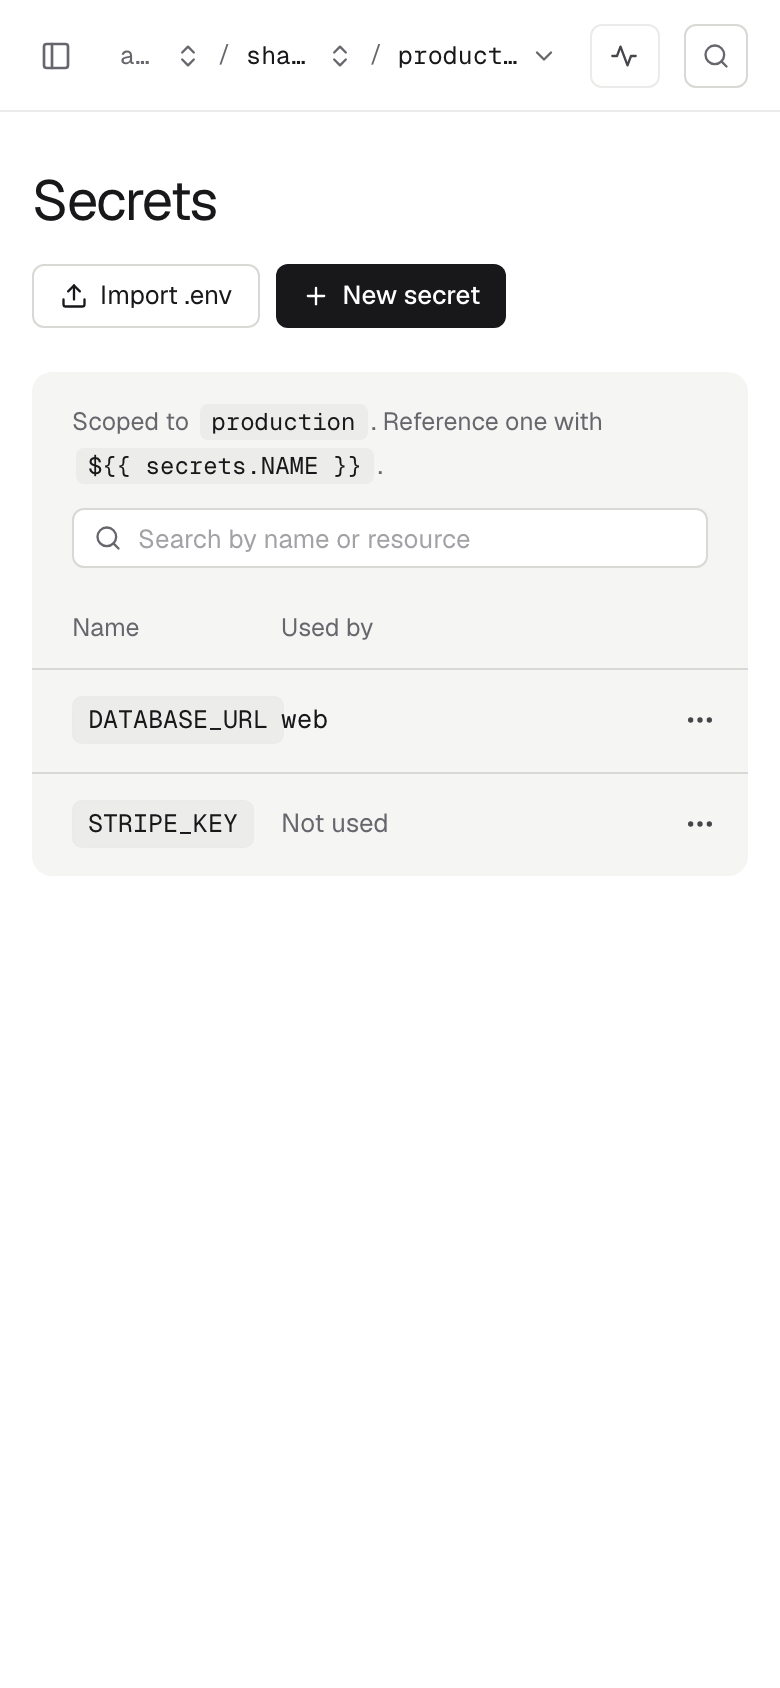 a… / sha… / product…
Secrets
Import .env
New secret
Scoped to production. Reference one with
${{ secrets.NAME }}.
Search by name or resource
Name Used by
DATABASE_URL web
STRIPE_KEY Not used